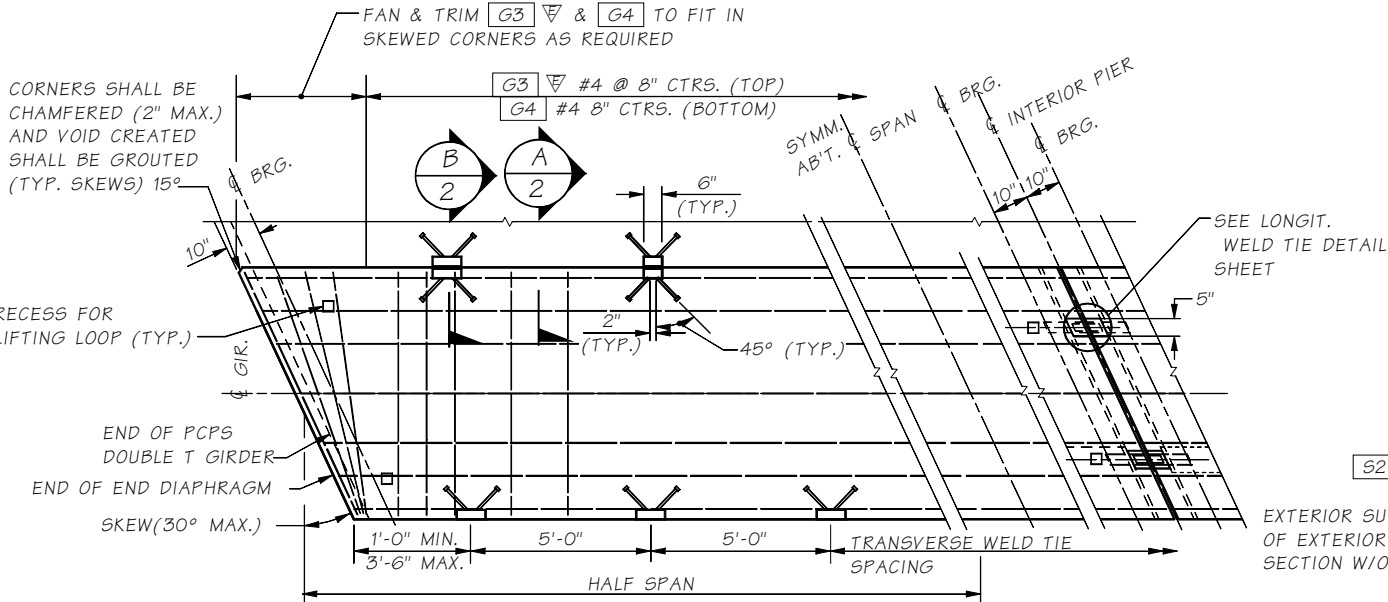 FAN & TRIM G3 E & G4 TO FIT IN
SKEWED CORNERS AS REQUIRED
CORNERS SHALL BE
CHAMFERED (2" MAX.)
AND VOID CREATED
SHALL BE GROUTED
(TYP. SKEWS) 15°
G3 E #4 @ 8" CTRS. (TOP)
G4 #4 8" CTRS. (BOTTOM)
SYMM.
AB'T. ℄ SPAN
℄ BRG.
℄ INTERIOR PIER
℄ BRG.
℄ BRG.
B
2
A
2
6"
(TYP.)
10" 10"
SEE LONGIT.
WELD TIE DETAIL
SHEET
10"
RECESS FOR
LIFTING LOOP (TYP.)
2"
(TYP.)
45° (TYP.)
5"
℄ GIR.
END OF PCPS
DOUBLE T GIRDER
END OF END DIAPHRAGM
SKEW(30° MAX.)
1'-0" MIN.
3'-6" MAX.
5'-0"
5'-0"
TRANSVERSE WELD TIE
SPACING
HALF SPAN
S2
EXTERIOR SU
OF EXTERIOR
SECTION W/O